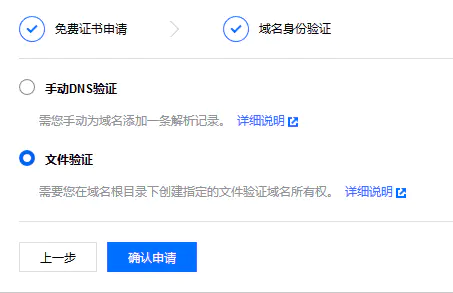 免费证书申请 域名身份验证
手动DNS验证
需您手动为域名添加一条解析记录。 详细说明
文件验证
需要您在域名根目录下创建指定的文件验证域名所有权。 详细说明
上一步 确认申请